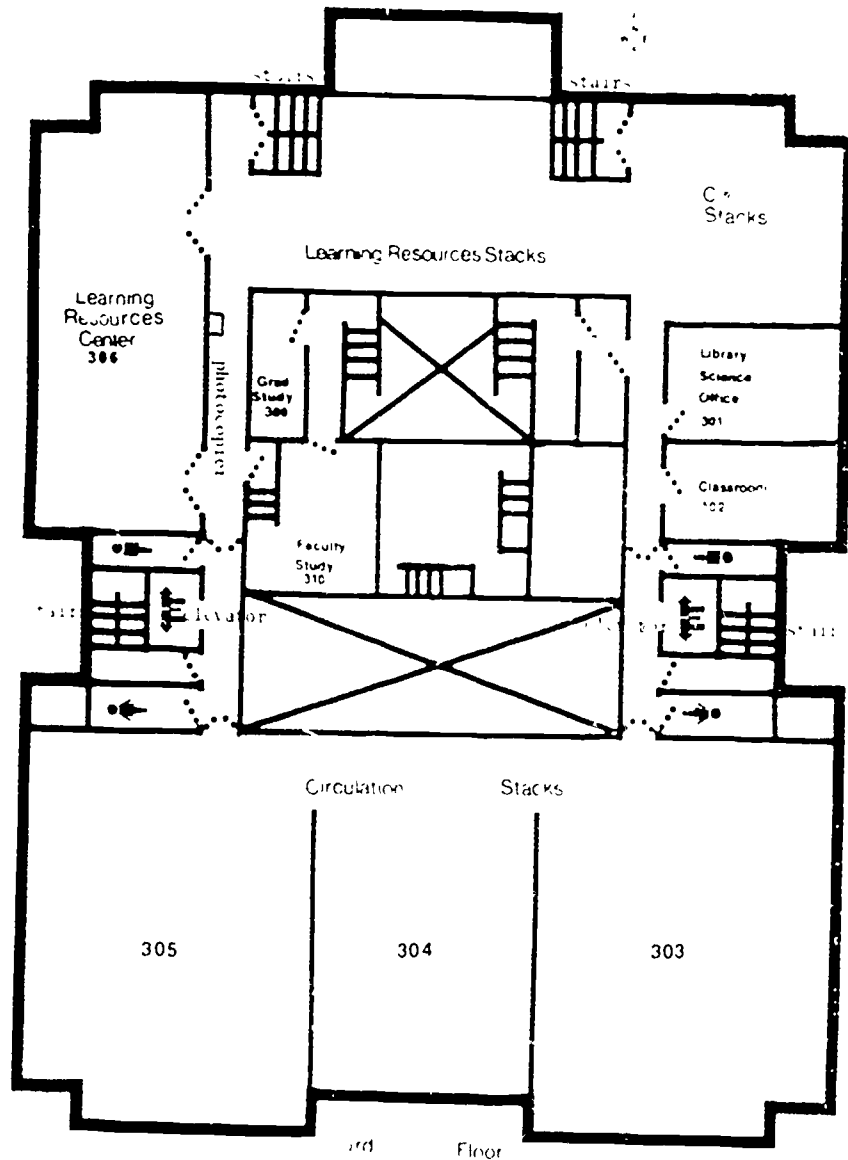 stairs
stairs
Stacks
Learning Resources Stacks
Learning
Resources
Center
306
photocopier
Grad
Study
Library
Science
Office
301
Classroom
Faculty
Study
310
Elevator
stair
Circulation Stacks
305
304
303
Floor